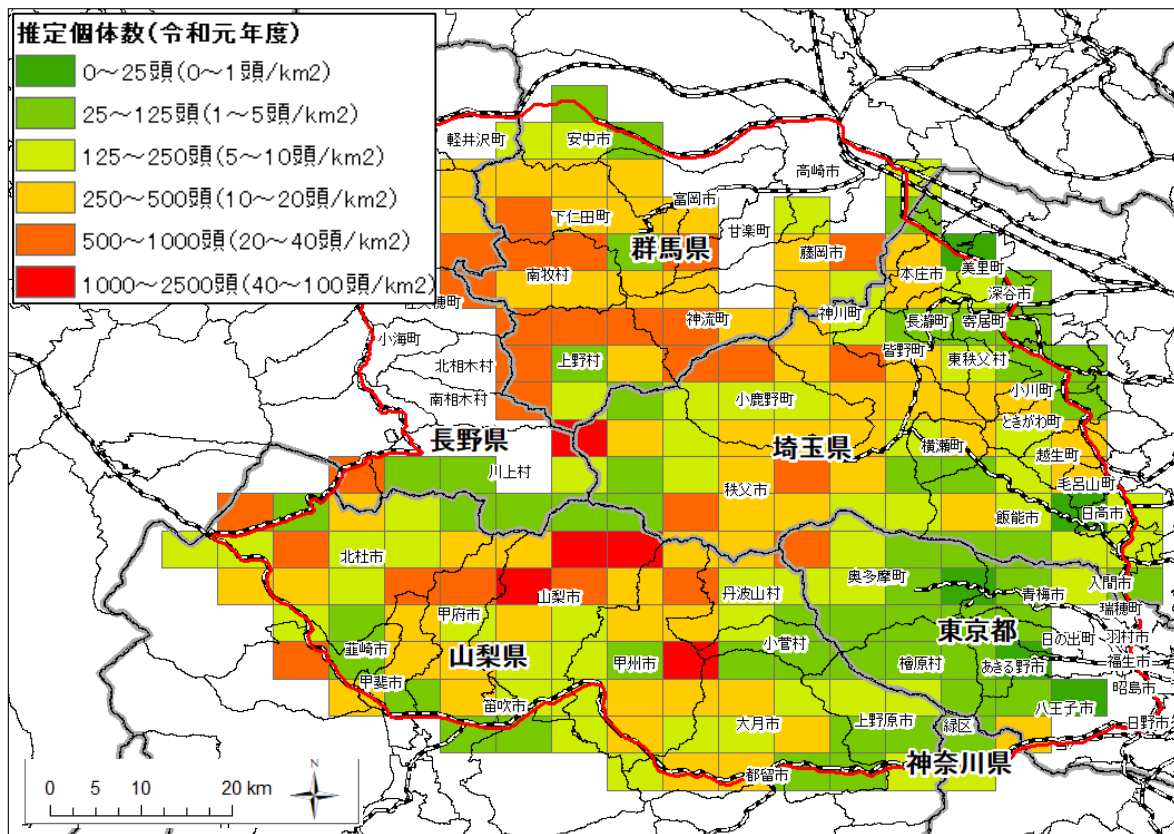 推定個体数(令和元年度)
0～25頭(0～1頭/km2)
25～125頭(1～5頭/km2)
125～250頭(5～10頭/km2)
250～500頭(10～20頭/km2)
500～1000頭(20～40頭/km2)
1000～2500頭(40～100頭/km2)
軽井沢町
安中市
高崎市
富岡市
下仁田町
甘楽町
群馬県
藤岡市
南牧村
本庄市
美里町
深谷市
神流町
神川町
長瀞町
寄居町
小海町
皆野町
北相木村
上野村
東秩父村
南相木村
小鹿野町
小川町
ときがわ町
長野県
埼玉県
横瀬町
越生町
川上村
秩父市
毛呂山町
飯能市
日高市
北杜市
奥多摩町
入間市
山梨市
丹波山村
青梅市
瑞穂町
甲府市
東京都
日の出町
羽村市
韮崎市
山梨県
甲州市
小菅村
檜原村
あきる野市
福生市
甲斐市
昭島市
笛吹市
八王子市
大月市
上野原市
緑区
日野市
神奈川県
都留市
N
0 5 10 20 km